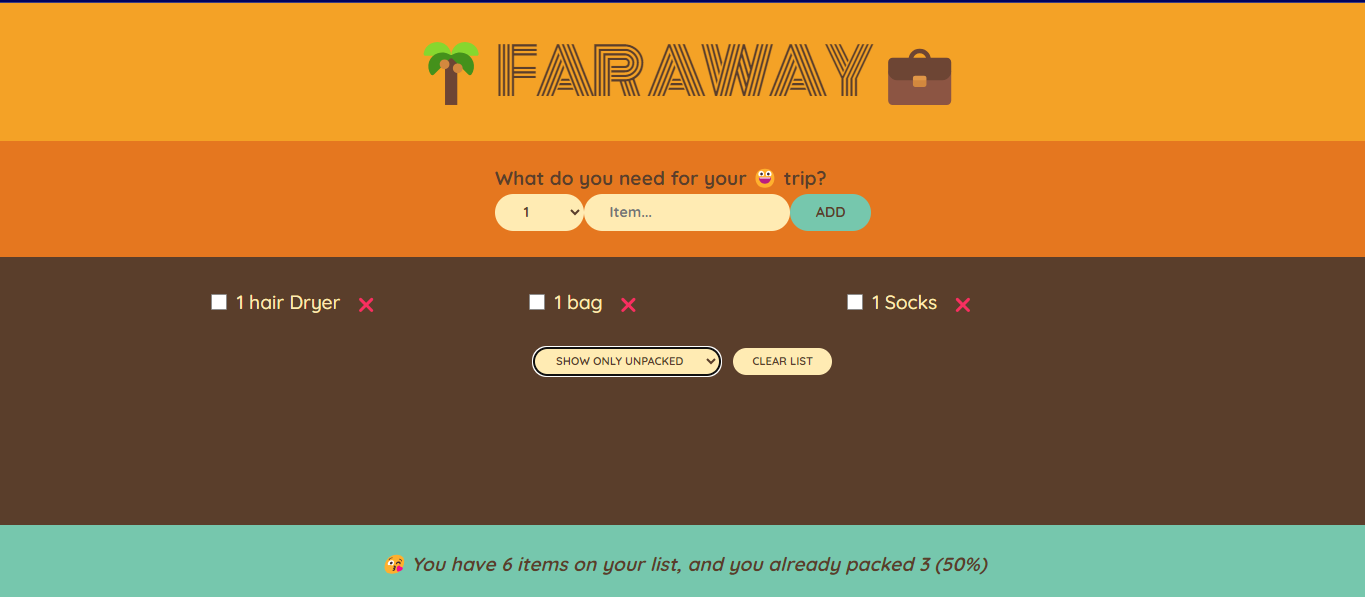 FARAWAY
What do you need for your 😀 trip?
1 Item... ADD
1 hair Dryer ❌ 1 bag ❌ 1 Socks ❌
SHOW ONLY UNPACKED CLEAR LIST
😘 You have 6 items on your list, and you already packed 3 (50%)